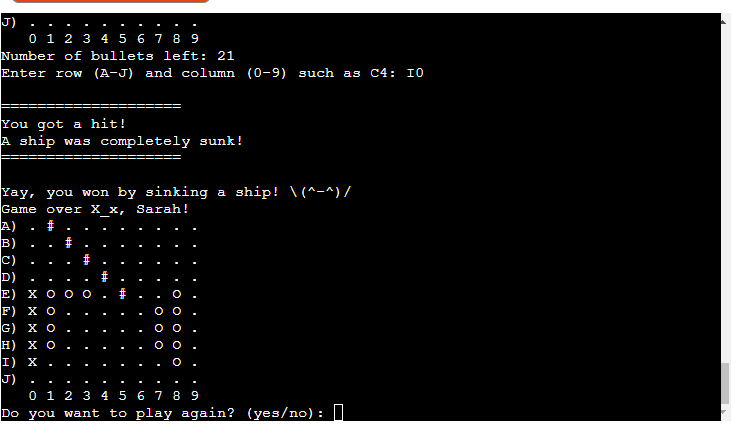 J) . . . . . . . . . .
   0 1 2 3 4 5 6 7 8 9
Number of bullets left: 21
Enter row (A-J) and column (0-9) such as C4: I0
====================
You got a hit!
A ship was completely sunk!
====================
Yay, you won by sinking a ship! \(^-^)/
Game over X_x, Sarah!
A) . # . . . . . . . .
B) . . # . . . . . . .
C) . . . # . . . . . .
D) . . . . # . . . . .
E) X O O O . # . . O .
F) X O . . . . . O O .
G) X O . . . . . O O .
H) X O . . . . . O O .
I) X . . . . . . . O .
J) . . . . . . . . . .
   0 1 2 3 4 5 6 7 8 9
Do you want to play again? (yes/no):